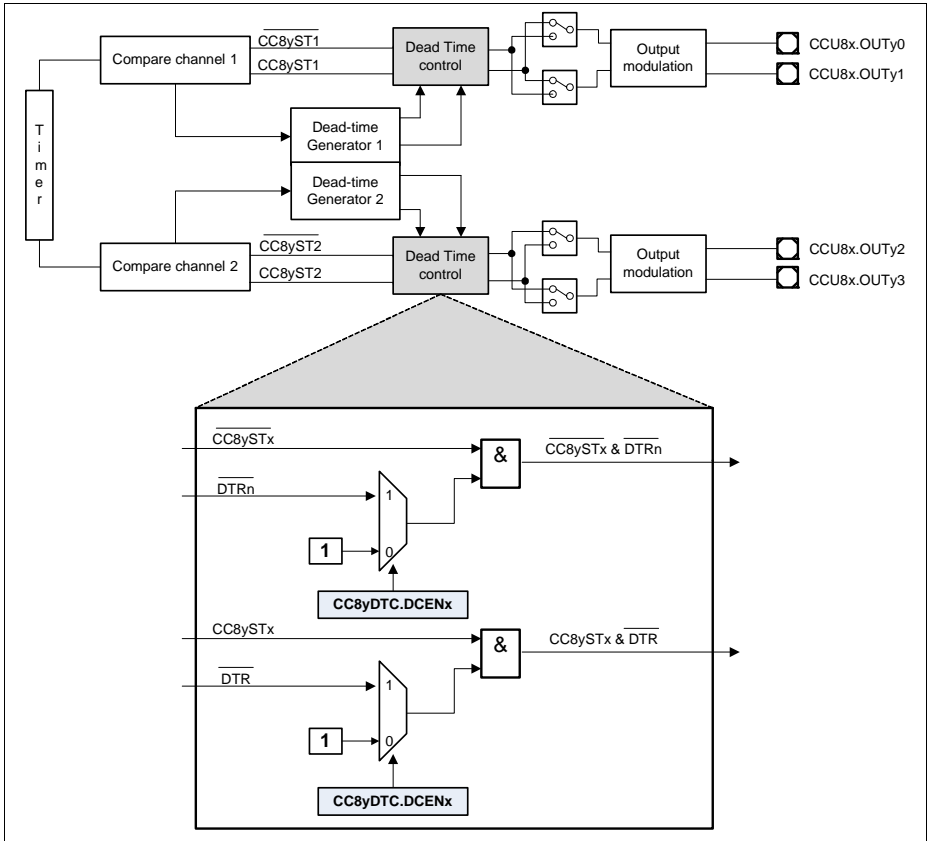 CC8yST1
CC8yST1
Compare channel 1
Dead Time
control
Output
modulation
CCU8x.OUTy0
CCU8x.OUTy1
Timer
Dead-time
Generator 1
Dead-time
Generator 2
CC8yST2
CC8yST2
Compare channel 2
Dead Time
control
Output
modulation
CCU8x.OUTy2
CCU8x.OUTy3
CC8ySTx
&
CC8ySTx & DTRn
DTRn
1
1
0
CC8yDTC.DCENx
CC8ySTx
&
CC8ySTx & DTR
DTR
1
1
0
CC8yDTC.DCENx